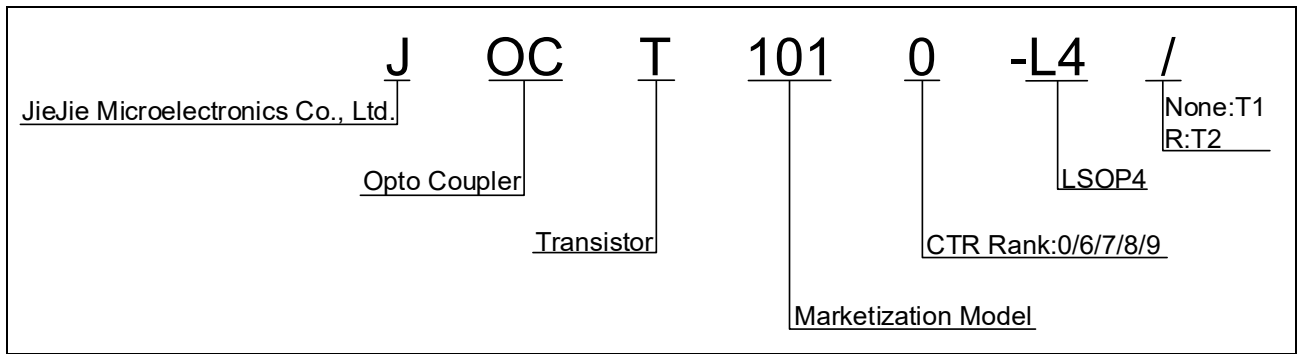 J OC T 101 0 -L4 /
JieJie Microelectronics Co., Ltd.
None:T1
R:T2
Opto Coupler
LSOP4
Transistor
CTR Rank:0/6/7/8/9
Marketization Model